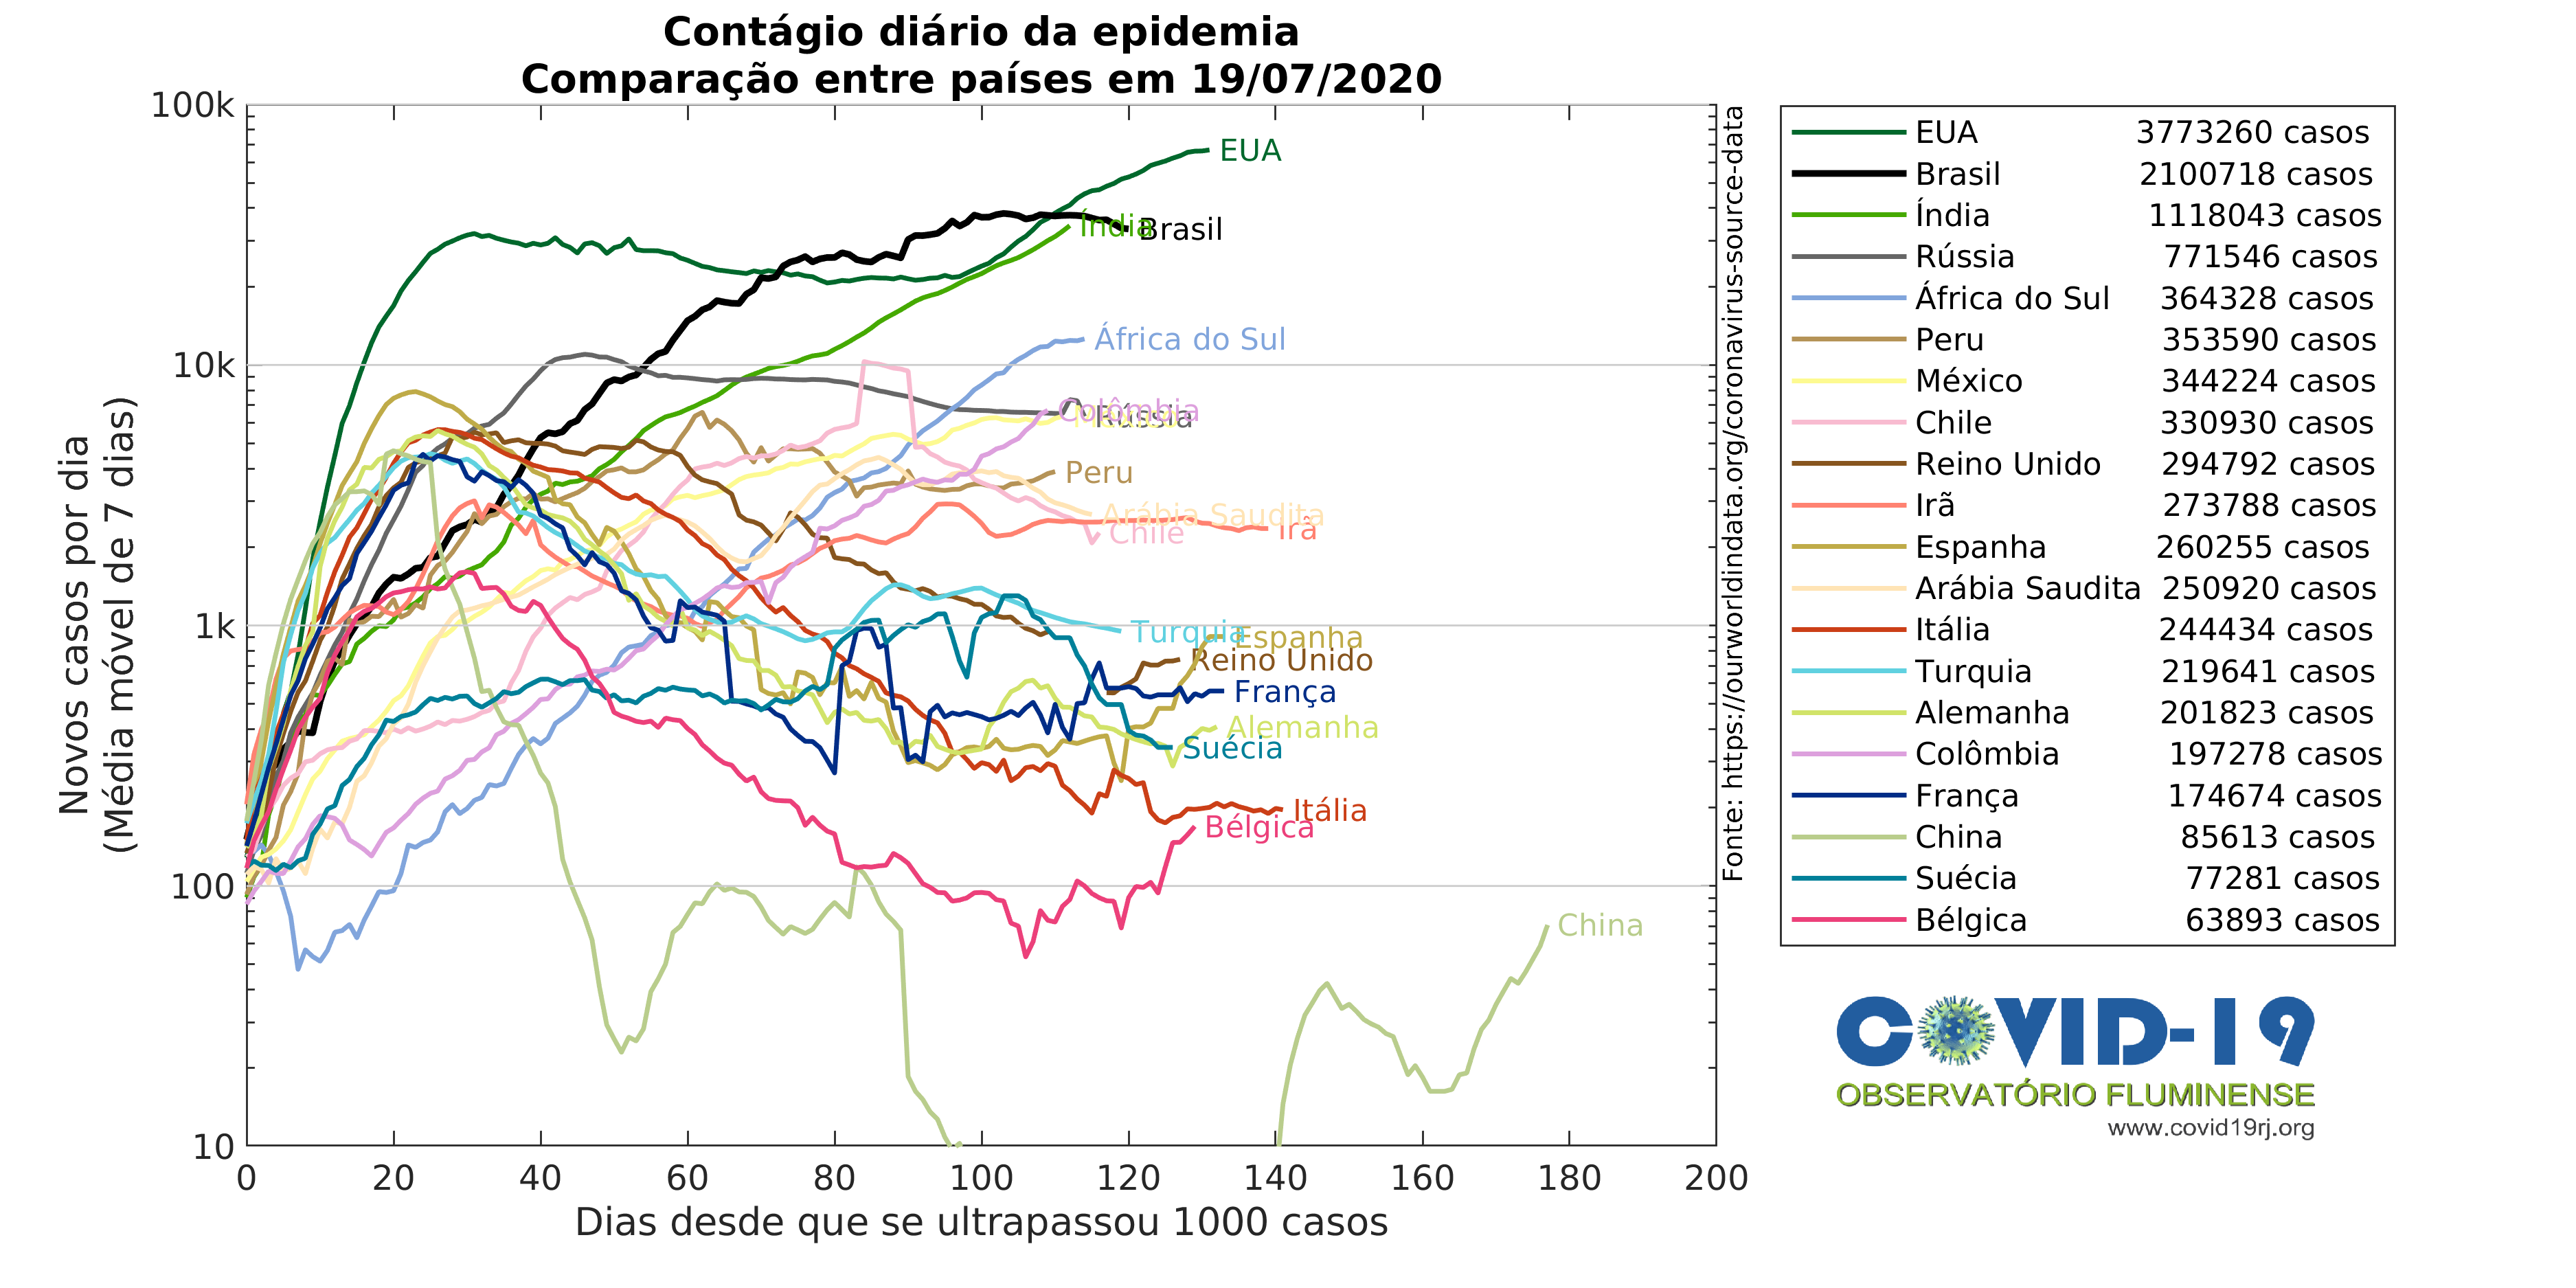 Contágio diário da epidemia
Comparação entre países em 19/07/2020
Novos casos por dia
(Média móvel de 7 dias)
100k
10k
1k
100
10
0 20 40 60 80 100 120 140 160 180 200
Dias desde que se ultrapassou 1000 casos
EUA
Índia
Brasil
África do Sul
Colômbia
México
Rússia
Peru
Arábia Saudita
Irã
Chile
Turquia
Espanha
Reino Unido
França
Alemanha
Suécia
Itália
Bélgica
China
Fonte: https://ourworldindata.org/coronavirus-source-data
EUA 3773260 casos
Brasil 2100718 casos
Índia 1118043 casos
Rússia 771546 casos
África do Sul 364328 casos
Peru 353590 casos
México 344224 casos
Chile 330930 casos
Reino Unido 294792 casos
Irã 273788 casos
Espanha 260255 casos
Arábia Saudita 250920 casos
Itália 244434 casos
Turquia 219641 casos
Alemanha 201823 casos
Colômbia 197278 casos
França 174674 casos
China 85613 casos
Suécia 77281 casos
Bélgica 63893 casos
COVID-19
OBSERVATÓRIO FLUMINENSE
www.covid19rj.org